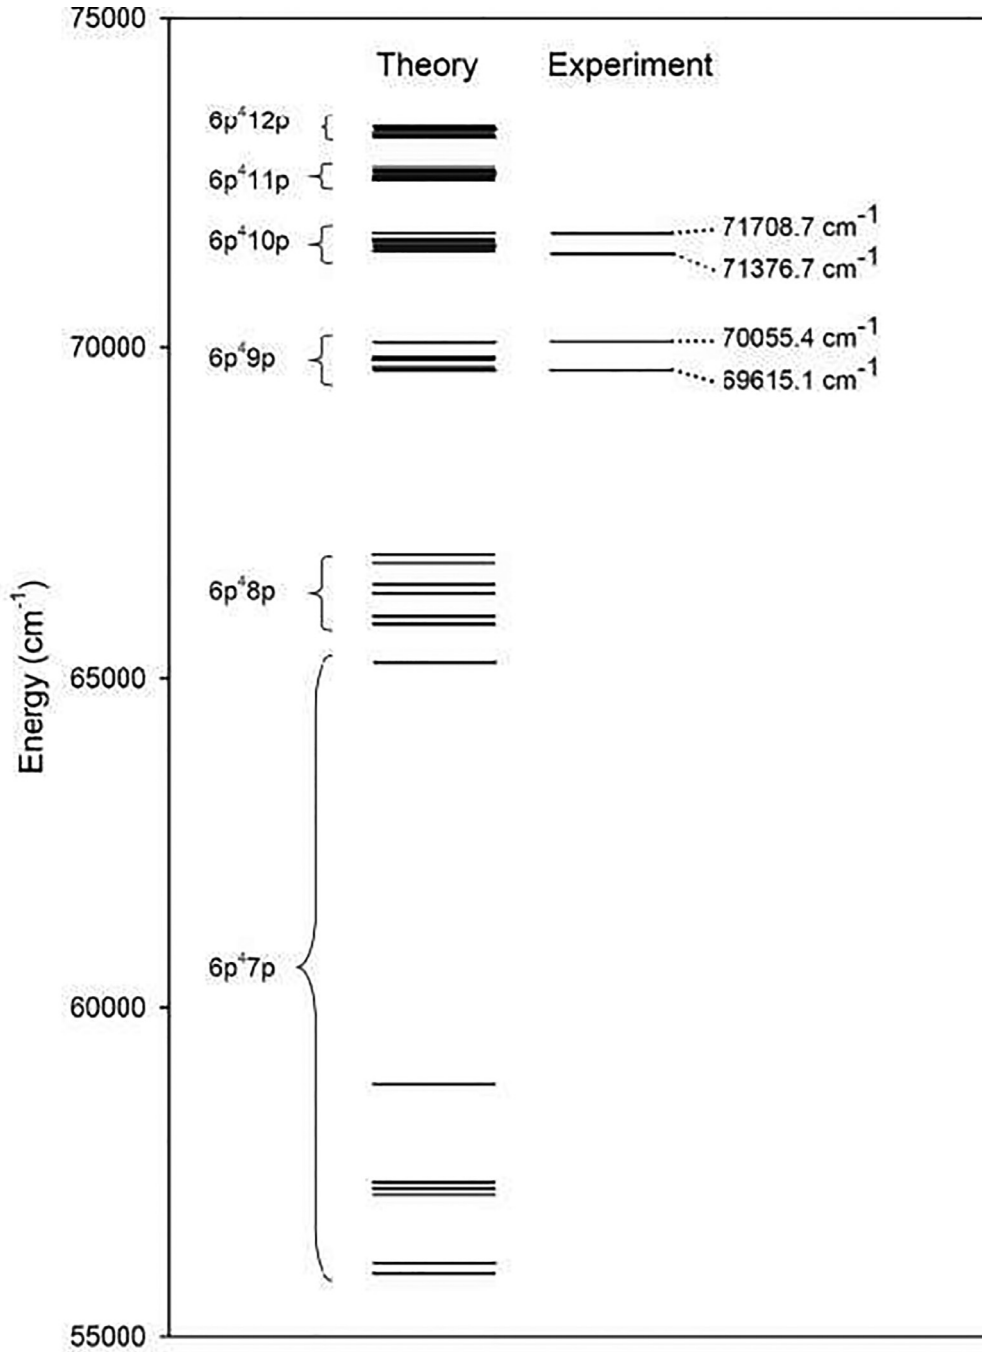 75000
Theory Experiment
6p⁴12p
6p⁴11p
71708.7 cm⁻¹
6p⁴10p
71376.7 cm⁻¹
70055.4 cm⁻¹
70000
6p⁴9p
69615.1 cm⁻¹
6p⁴8p
65000
Energy (cm⁻¹)
6p⁴7p
60000
55000